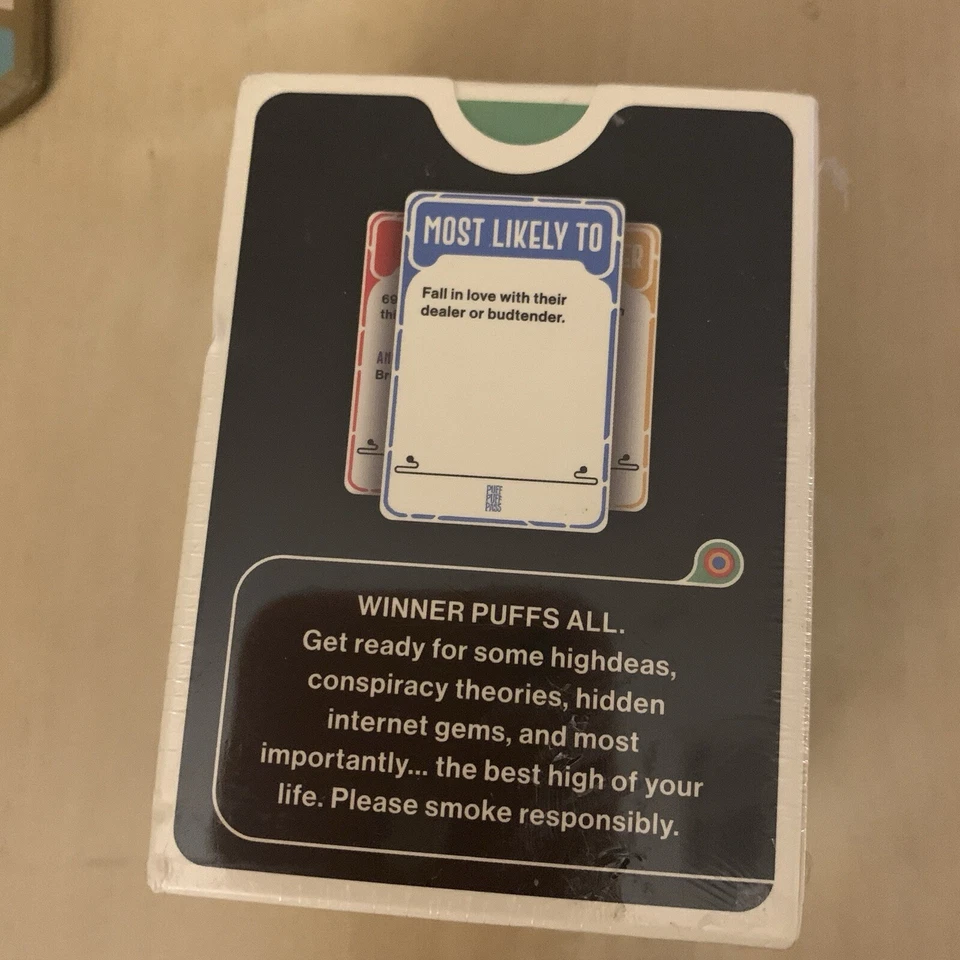 MOST LIKELY TO
ER
Fall in love with their
dealer or budtender.
69
PUFF
PUFF
PASS
WINNER PUFFS ALL.
Get ready for some highdeas,
conspiracy theories, hidden
internet gems, and most
importantly... the best high of your
life. Please smoke responsibly.